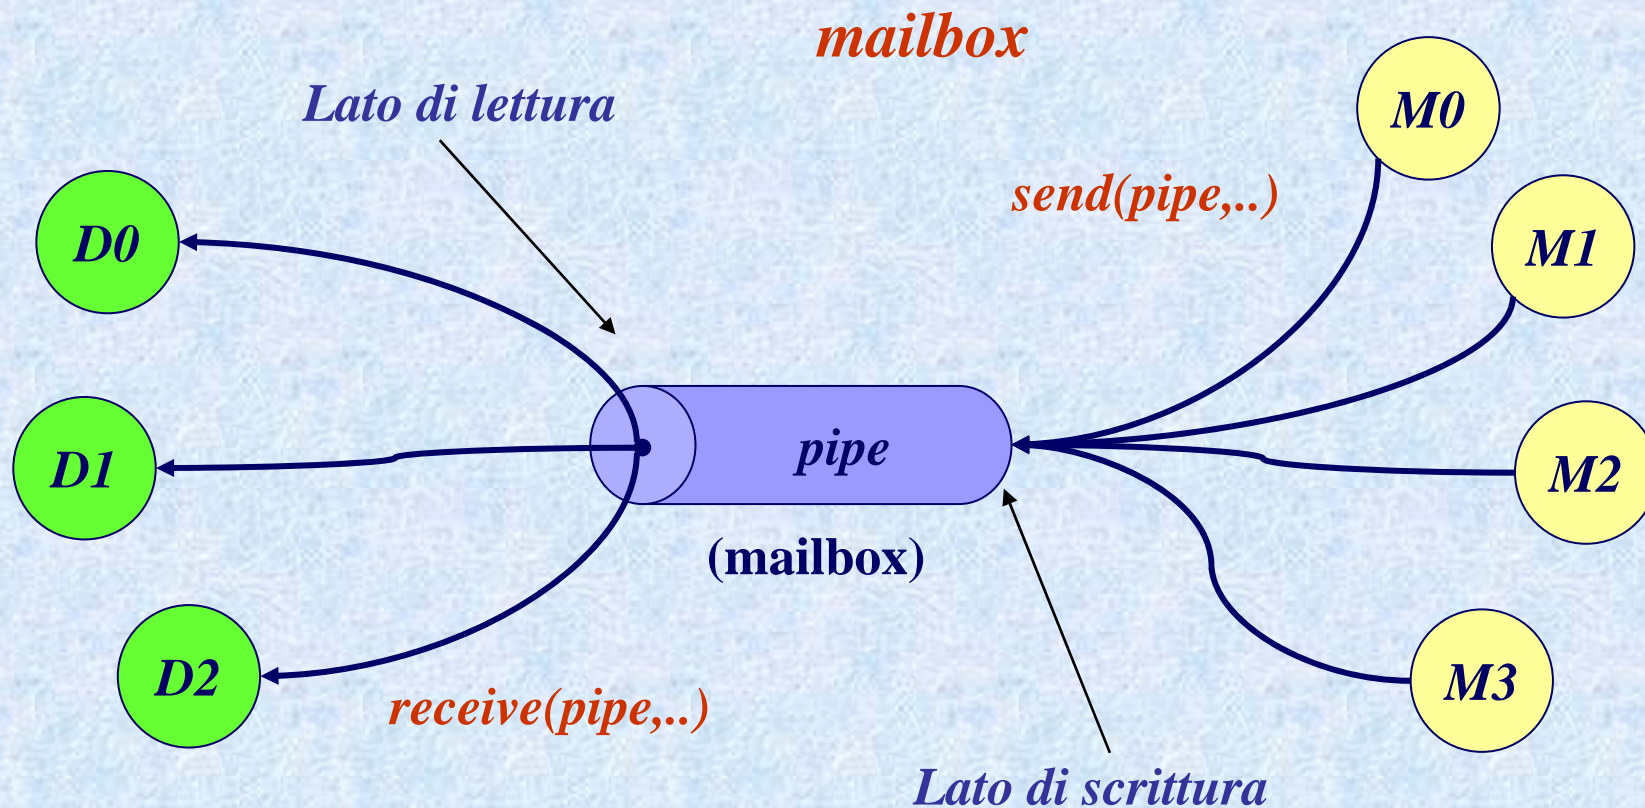 mailbox
Lato di lettura
M0
send(pipe,..)
D0
M1
pipe
D1
M2
(mailbox)
D2
M3
receive(pipe,..)
Lato di scrittura